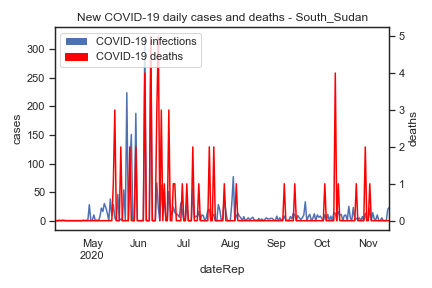 New COVID-19 daily cases and deaths - South_Sudan
COVID-19 infections
COVID-19 deaths
cases
300
250
200
150
100
50
0
deaths
5
4
3
2
1
0
May Jun Jul Aug Sep Oct Nov
2020
dateRep